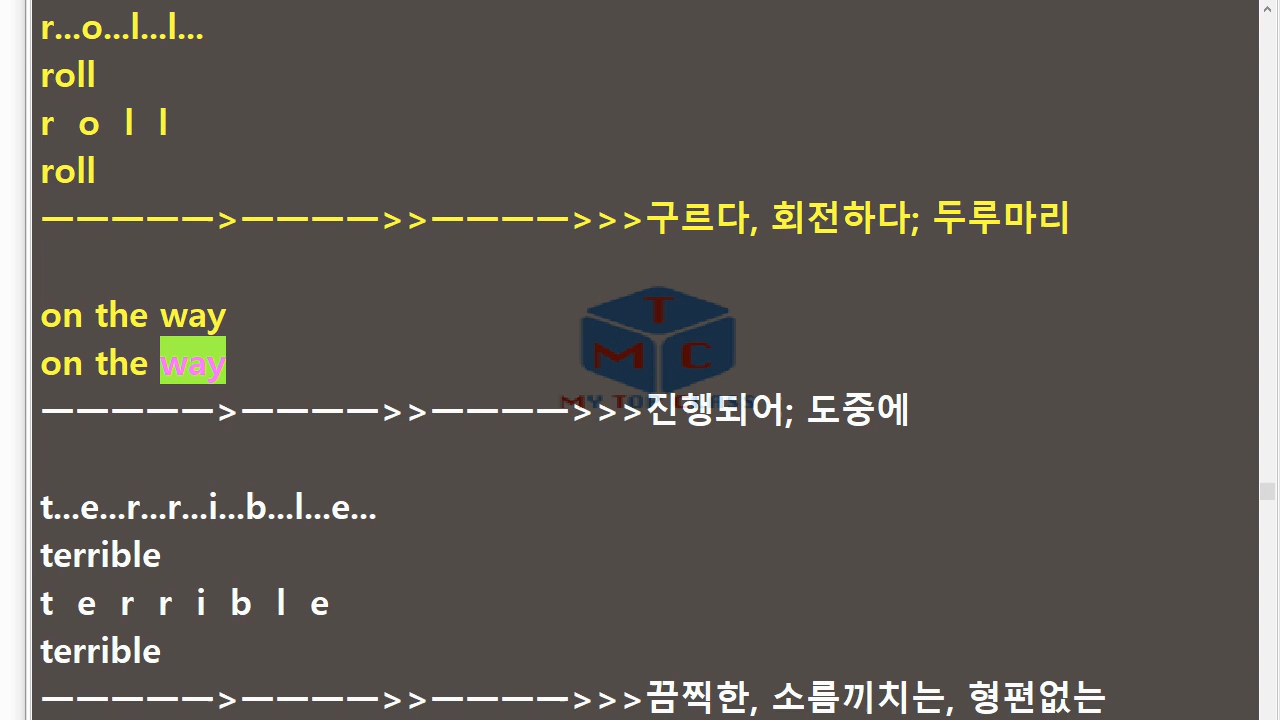 r...o...l...l...
roll
r o l l
roll
—————>————>>————>>>구르다, 회전하다; 두루마리
on the way
on the way
—————>————>>————>>>진행되어; 도중에
T
M C
t...e...r...r...i...b...l...e...
terrible
t e r r i b l e
terrible
—————>————>>————>>>끔찍한, 소름끼치는, 형편없는